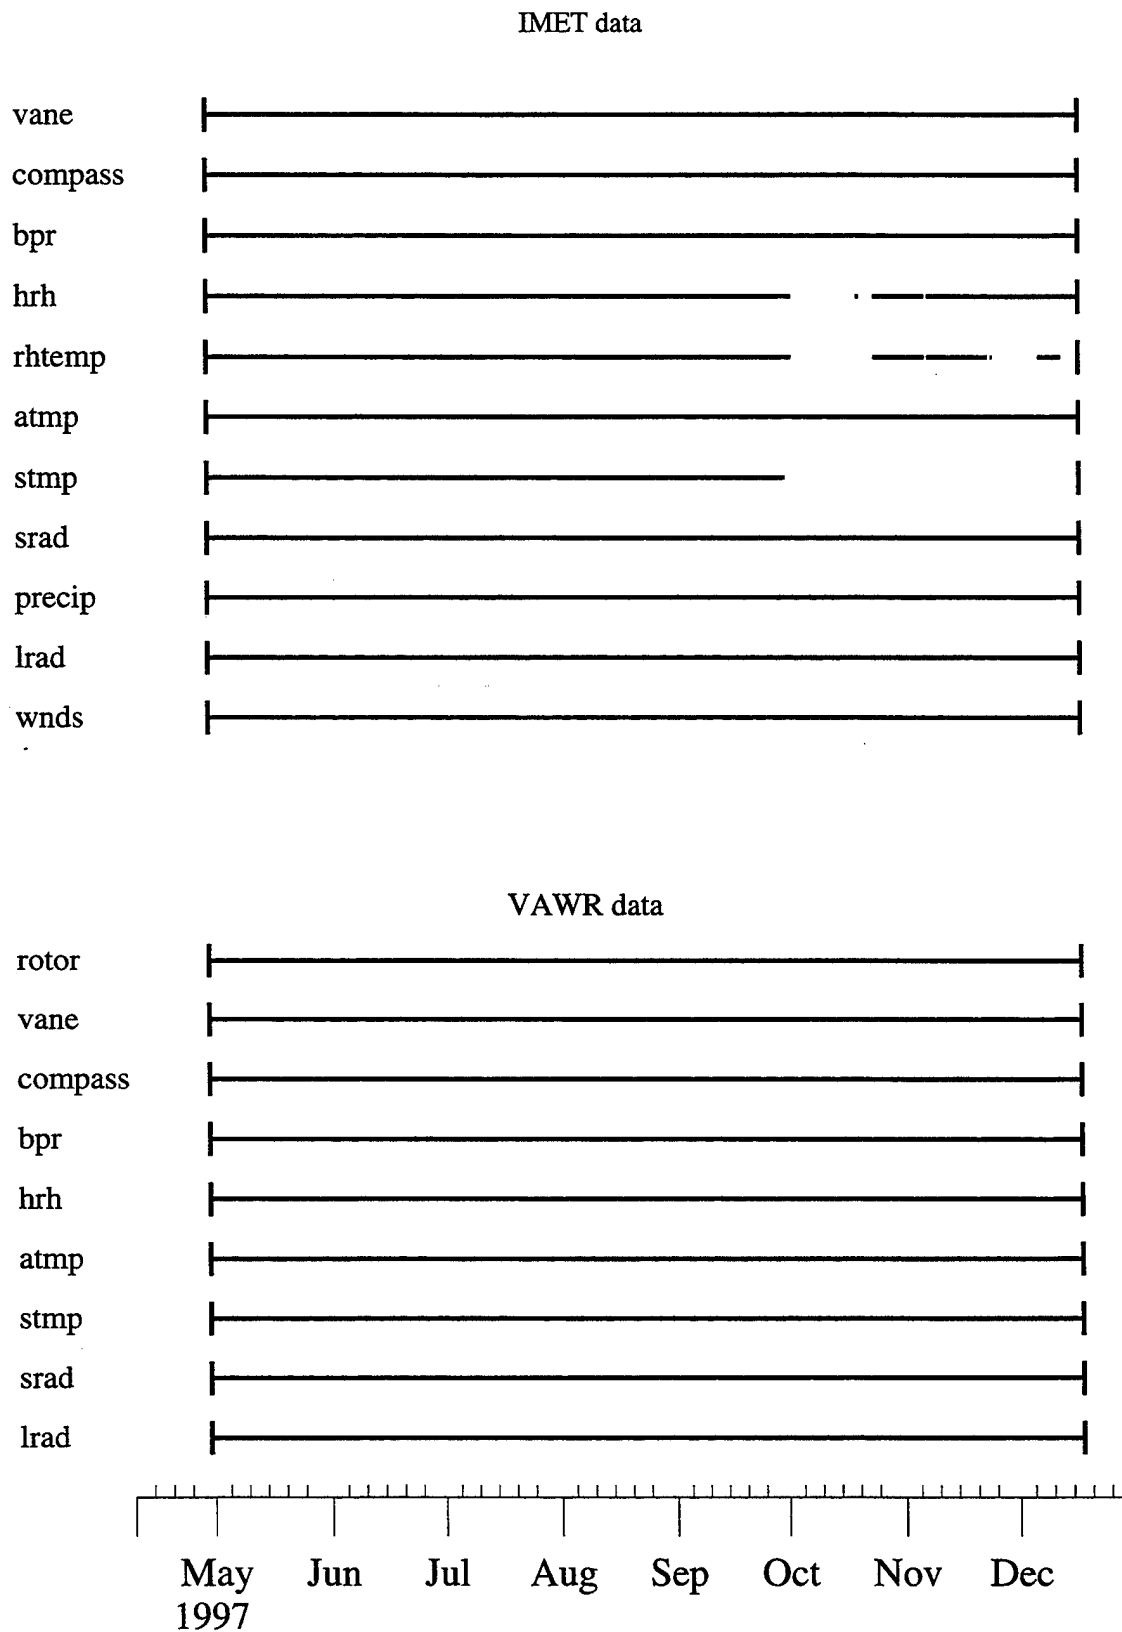 IMET data
vane
compass
bpr
hrh
rhtemp
atmp
stmp
srad
precip
lrad
wnds
VAWR data
rotor
vane
compass
bpr
hrh
atmp
stmp
srad
lrad
May Jun Jul Aug Sep Oct Nov Dec
1997